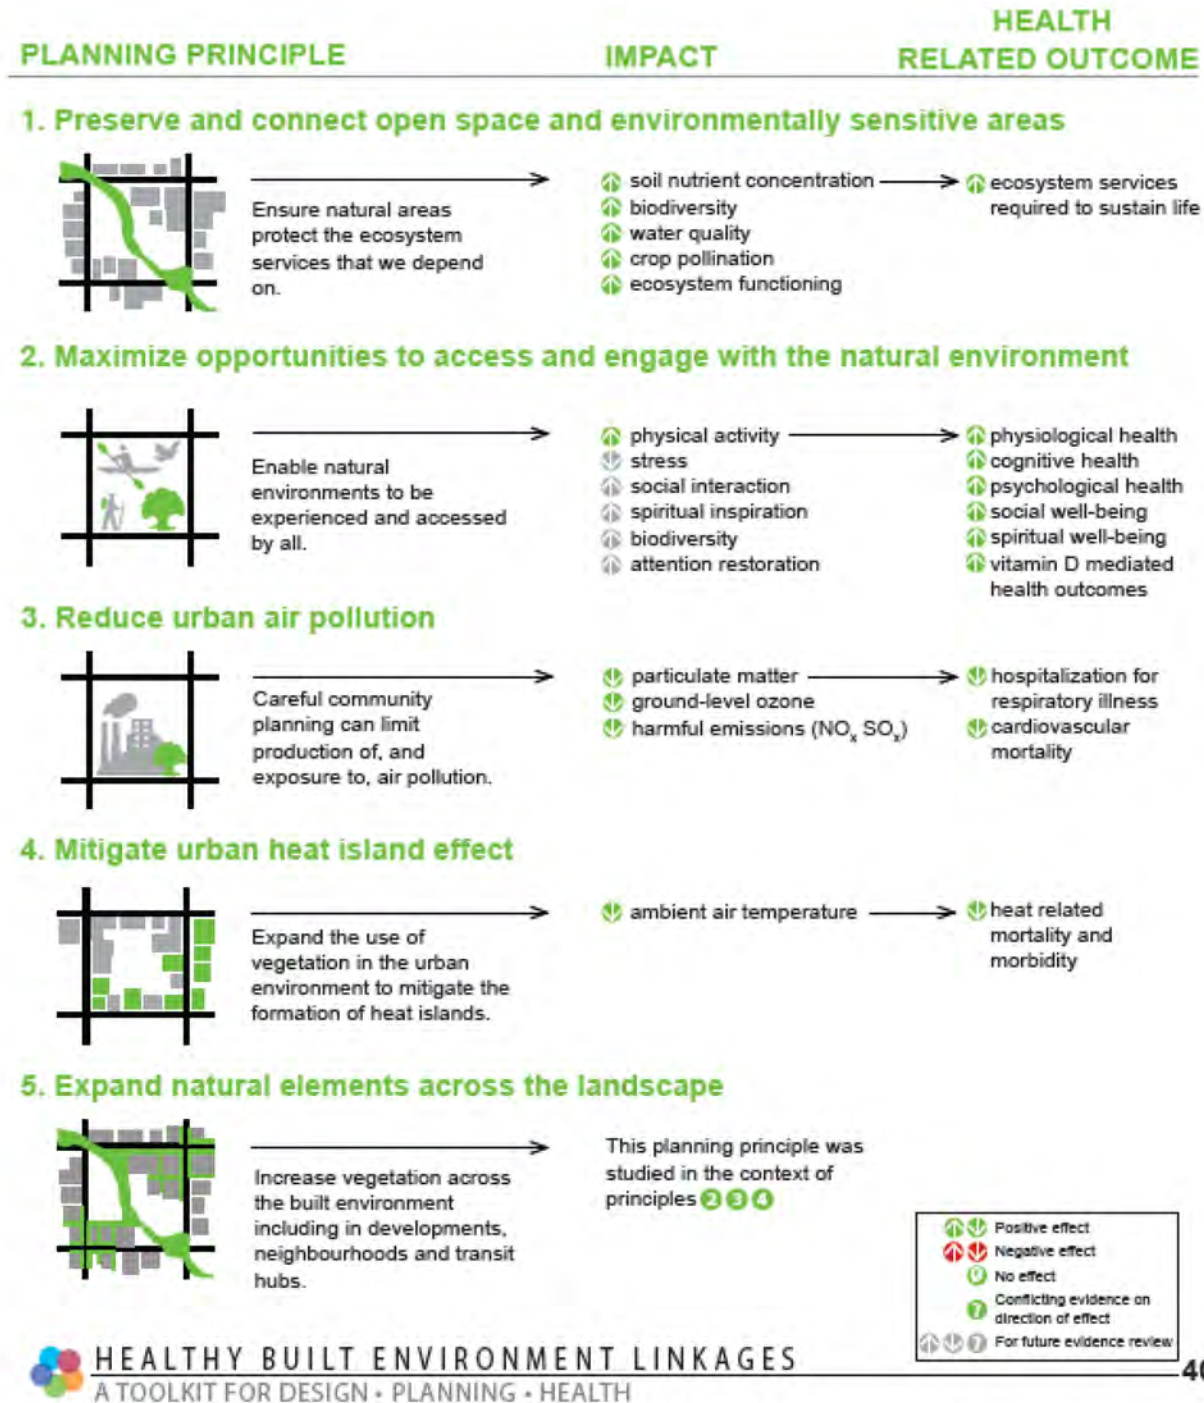 PLANNING PRINCIPLE
IMPACT
HEALTH
RELATED OUTCOME
1. Preserve and connect open space and environmentally sensitive areas
Ensure natural areas
protect the ecosystem
services that we depend
on.
soil nutrient concentration
biodiversity
water quality
crop pollination
ecosystem functioning
ecosystem services
required to sustain life
2. Maximize opportunities to access and engage with the natural environment
Enable natural
environments to be
experienced and accessed
by all.
physical activity
stress
social interaction
spiritual inspiration
biodiversity
attention restoration
physiological health
cognitive health
psychological health
social well-being
spiritual well-being
vitamin D mediated
health outcomes
3. Reduce urban air pollution
Careful community
planning can limit
production of, and
exposure to, air pollution.
particulate matter
ground-level ozone
harmful emissions (NOx SOx)
hospitalization for
respiratory illness
cardiovascular
mortality
4. Mitigate urban heat island effect
Expand the use of
vegetation in the urban
environment to mitigate the
formation of heat islands.
ambient air temperature
heat related
mortality and
morbidity
5. Expand natural elements across the landscape
Increase vegetation across
the built environment
including in developments,
neighbourhoods and transit
hubs.
This planning principle was
studied in the context of
principles 2 3 4
Positive effect
Negative effect
No effect
? Conflicting evidence on
direction of effect
? For future evidence review
HEALTHY BUILT ENVIRONMENT LINKAGES
A TOOLKIT FOR DESIGN • PLANNING • HEALTH